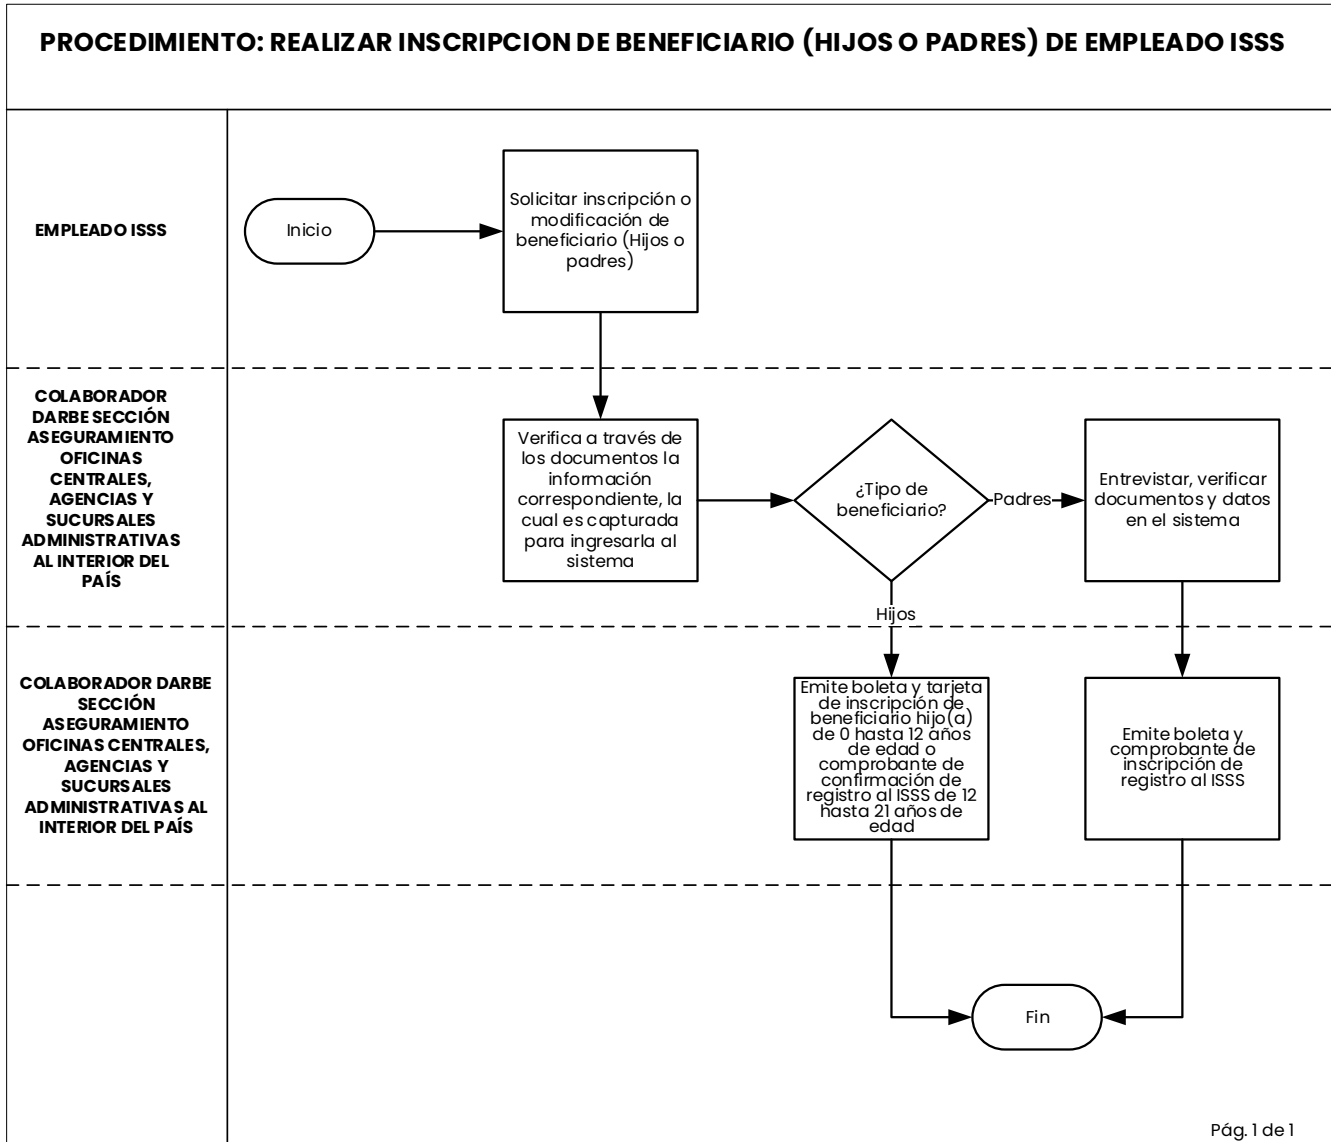 PROCEDIMIENTO: REALIZAR INSCRIPCION DE BENEFICIARIO (HIJOS O PADRES) DE EMPLEADO ISSS
EMPLEADO ISSS
Inicio
Solicitar inscripción o
modificación de
beneficiario (Hijos o
padres)
COLABORADOR
DARBE SECCIÓN
ASEGURAMIENTO
OFICINAS
CENTRALES,
AGENCIAS Y
SUCURSALES
ADMINISTRATIVAS
AL INTERIOR DEL
PAÍS
Verifica a través de
los documentos la
información
correspondiente, la
cual es capturada
para ingresarla al
sistema
¿Tipo de
beneficiario?
Padres
Entrevistar, verificar
documentos y datos
en el sistema
Hijos
COLABORADOR DARBE
SECCIÓN
ASEGURAMIENTO
OFICINAS CENTRALES,
AGENCIAS Y
SUCURSALES
ADMINISTRATIVAS AL
INTERIOR DEL PAÍS
Emite boleta y tarjeta
de inscripción de
beneficiario hijo(a)
de 0 hasta 12 años
de edad o
comprobante de
confirmación de
registro al ISSS de 12
hasta 21 años de
edad
Emite boleta y
comprobante de
inscripción de
registro al ISSS
Fin
Pág. 1 de 1